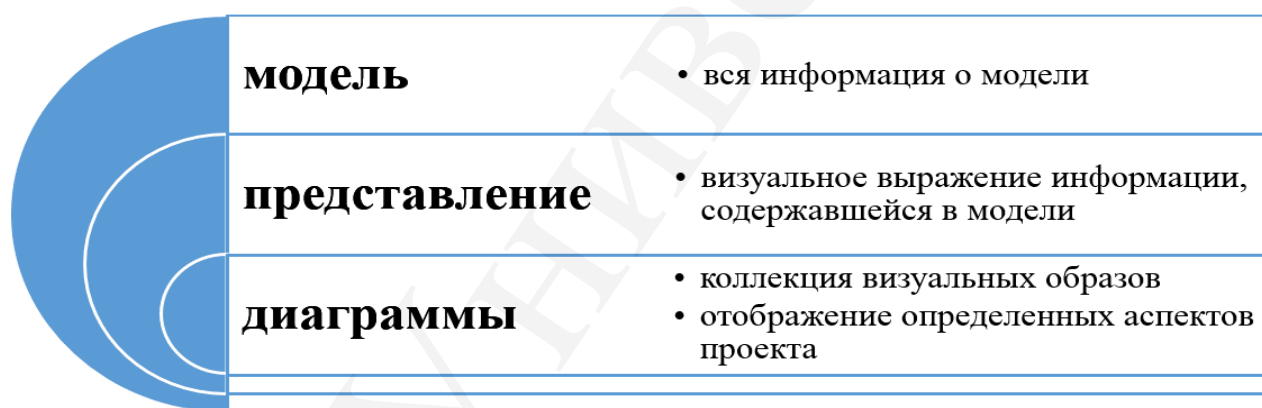 модель
• вся информация о модели
представление
• визуальное выражение информации,
содержавшейся в модели
диаграммы
• коллекция визуальных образов
• отображение определенных аспектов
проекта